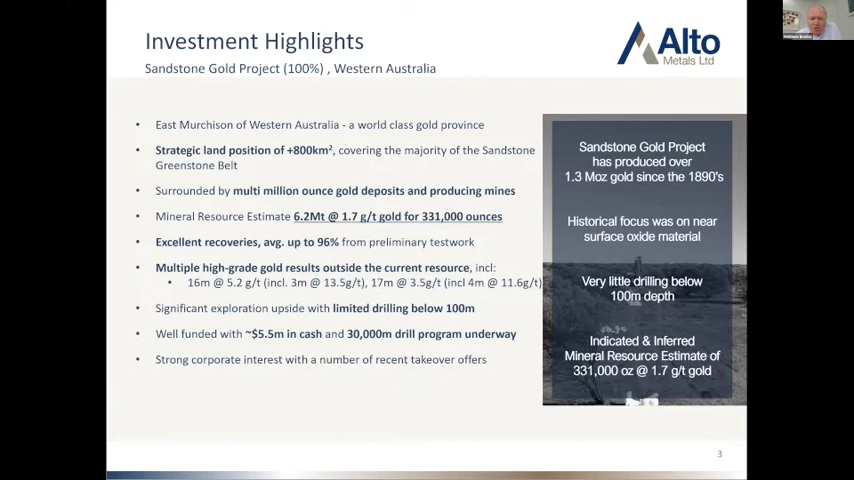 Investment Highlights
Sandstone Gold Project (100%) , Western Australia
Alto
Metals Ltd
• East Murchison of Western Australia - a world class gold province
• Strategic land position of +800km², covering the majority of the Sandstone
Greenstone Belt
• Surrounded by multi million ounce gold deposits and producing mines
• Mineral Resource Estimate 6.2Mt @ 1.7 g/t gold for 331,000 ounces
• Excellent recoveries, avg. up to 96% from preliminary testwork
• Multiple high-grade gold results outside the current resource, incl:
• 16m @ 5.2 g/t (incl. 3m @ 13.5g/t), 17m @ 3.5g/t (incl 4m @ 11.6g/t)
• Significant exploration upside with limited drilling below 100m
• Well funded with ~$5.5m in cash and 30,000m drill program underway
• Strong corporate interest with a number of recent takeover offers
Sandstone Gold Project
has produced over
1.3 Moz gold since the 1890's
Historical focus was on near
surface oxide material
Very little drilling below
100m depth
Indicated & Inferred
Mineral Resource Estimate of
331,000 oz @ 1.7 g/t gold
3